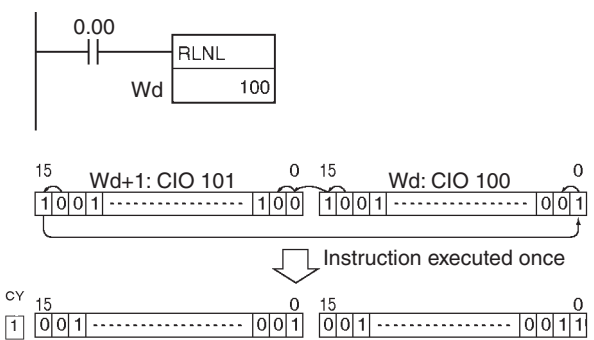 0.00
RLNL
Wd 100
15 0 15 0
Wd+1: CIO 101 Wd: CIO 100
1 0 0 1 1 0 0 1 0 0 1 0 0 1
Instruction executed once
CY 15 0 15 0
1 0 0 1 0 0 1 0 0 1 0 0 1 1